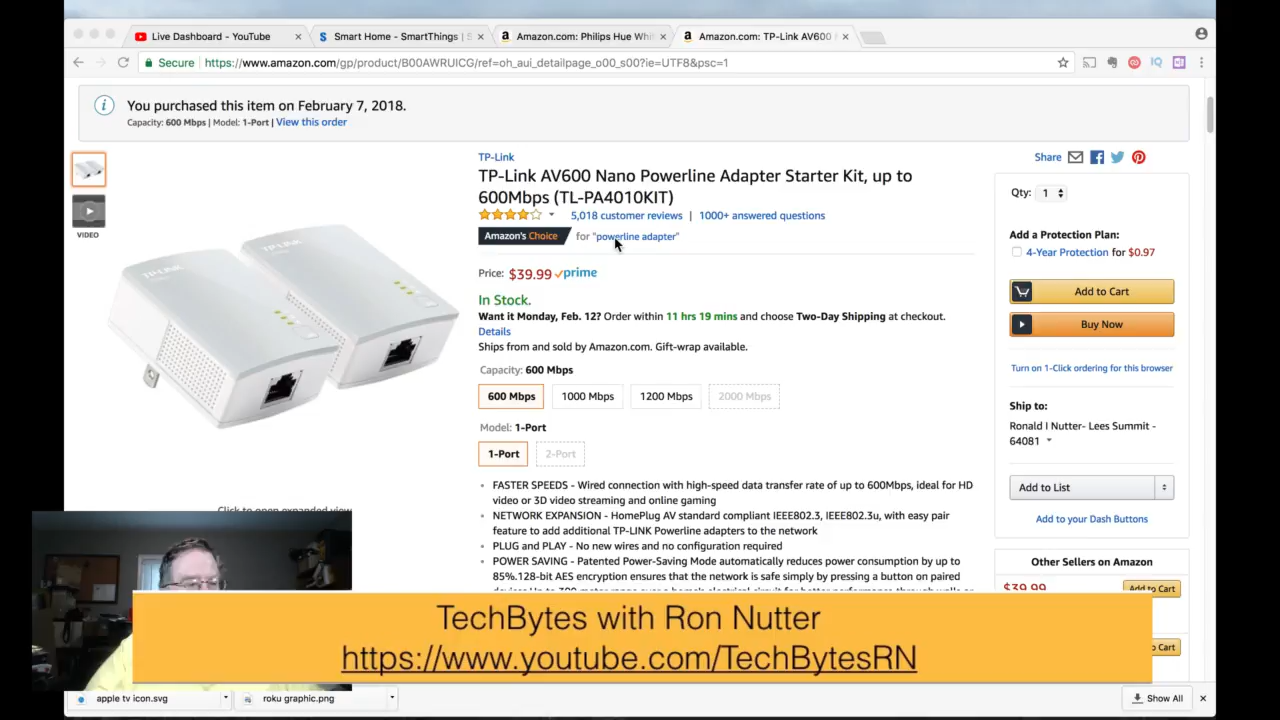 Live Dashboard - YouTube
Smart Home - SmartThings | S
Amazon.com: Philips Hue Whit
Amazon.com: TP-Link AV600
Secure
https://www.amazon.com/gp/product/B00AWRUICG/ref=oh_aui_detailpage_o00_s00?ie=UTF8&psc=1
You purchased this item on February 7, 2018.
Capacity: 600 Mbps | Model: 1-Port | View this order
VIDEO
TP-Link
TP-Link AV600 Nano Powerline Adapter Starter Kit, up to
600Mbps (TL-PA4010KIT)
5,018 customer reviews | 1000+ answered questions
Amazon's Choice for "powerline adapter"
Price: $39.99 prime
In Stock.
Want it Monday, Feb. 12? Order within 11 hrs 19 mins and choose Two-Day Shipping at checkout.
Details
Ships from and sold by Amazon.com. Gift-wrap available.
Capacity: 600 Mbps
600 Mbps 1000 Mbps 1200 Mbps 2000 Mbps
Model: 1-Port
1-Port 2-Port
• FASTER SPEEDS - Wired connection with high-speed data transfer rate of up to 600Mbps, ideal for HD
video or 3D video streaming and online gaming
• NETWORK EXPANSION - HomePlug AV standard compliant IEEE802.3, IEEE802.3u, with easy pair
feature to add additional TP-LINK Powerline adapters to the network
• PLUG and PLAY - No new wires and no configuration required
• POWER SAVING - Patented Power-Saving Mode automatically reduces power consumption by up to
85%.128-bit AES encryption ensures that the network is safe simply by pressing a button on paired
Click to open expanded view
Share
Qty: 1
Add a Protection Plan:
4-Year Protection for $0.97
Add to Cart
Buy Now
Turn on 1-Click ordering for this browser
Ship to:
Ronald I Nutter- Lees Summit -
64081
Add to List
Add to your Dash Buttons
Other Sellers on Amazon
$39.99 Add to Cart
Cart
TechBytes with Ron Nutter
https://www.youtube.com/TechBytesRN
apple tv icon.svg
roku graphic.png
Show All